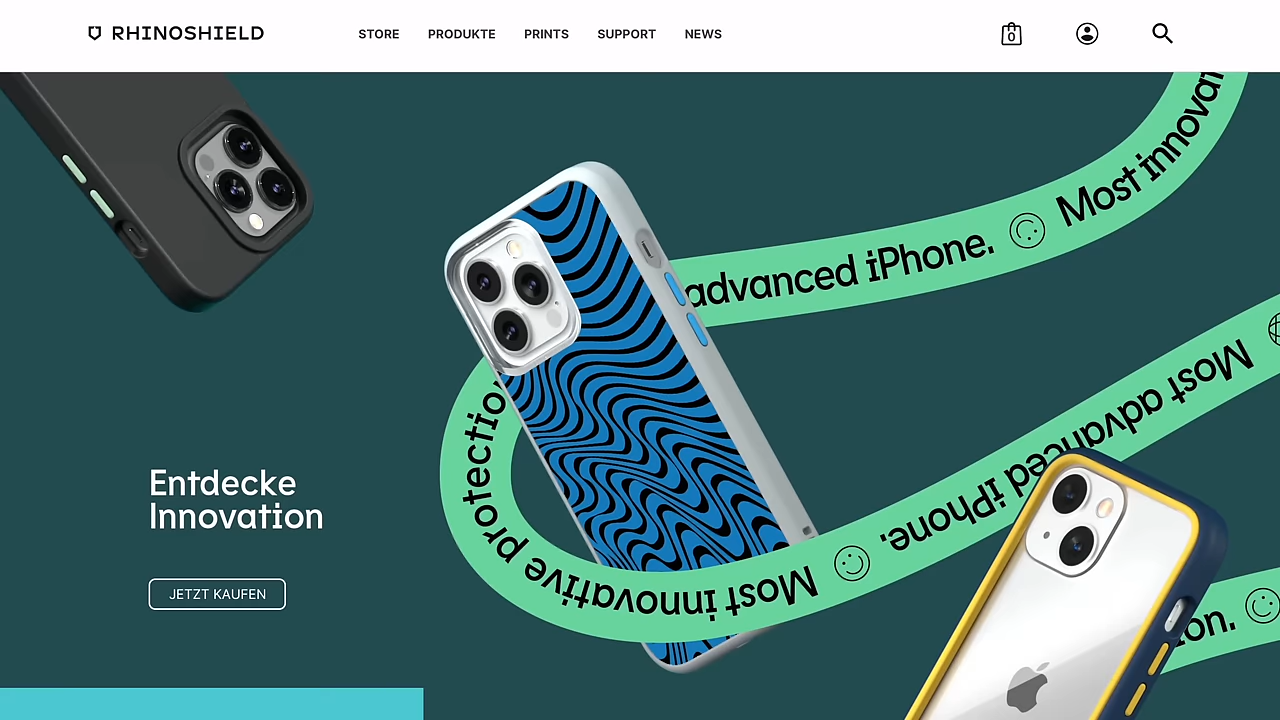 RHINOSHIELD
STORE
PRODUKTE
PRINTS
SUPPORT
NEWS
0
advanced iPhone.
Most innovat
Most advanced iPhone.
Most innovative protectio
Entdecke
Innovation
JETZT KAUFEN
on.